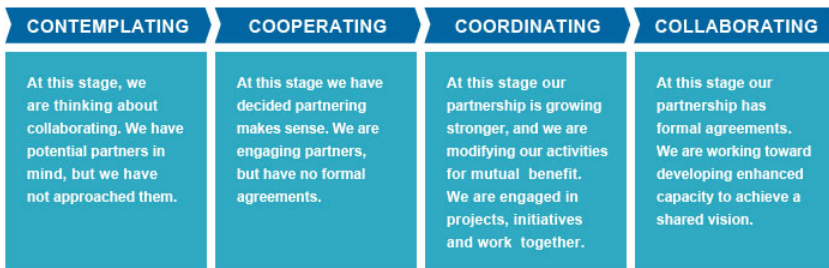 CONTEMPLATING
COOPERATING
COORDINATING
COLLABORATING
At this stage, we
are thinking about
collaborating. We have
potential partners in
mind, but we have
not approached them.
At this stage we have
decided partnering
makes sense. We are
engaging partners,
but have no formal
agreements.
At this stage our
partnership is growing
stronger, and we are
modifying our activities
for mutual benefit.
We are engaged in
projects, initiatives
and work together.
At this stage our
partnership has
formal agreements.
We are working toward
developing enhanced
capacity to achieve a
shared vision.